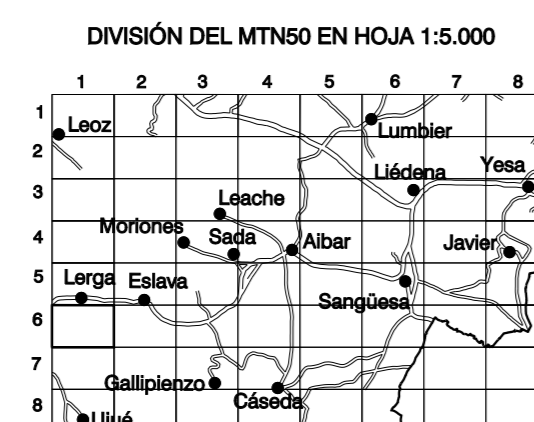 DIVISIÓN DEL MTN50 EN HOJA 1:5.000
1 2 3 4 5 6 7 8
1
Leoz
Lumbier
2
Liédena
Yesa
3
Leache
Moriones
4
Sada
Aibar
Javier
5
Lerga
Eslava
Sangüesa
6
7
Gallipienzo
Cáseda
8
Ujué